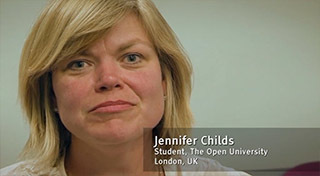 Jennifer Childs
Student, The Open University
London, UK